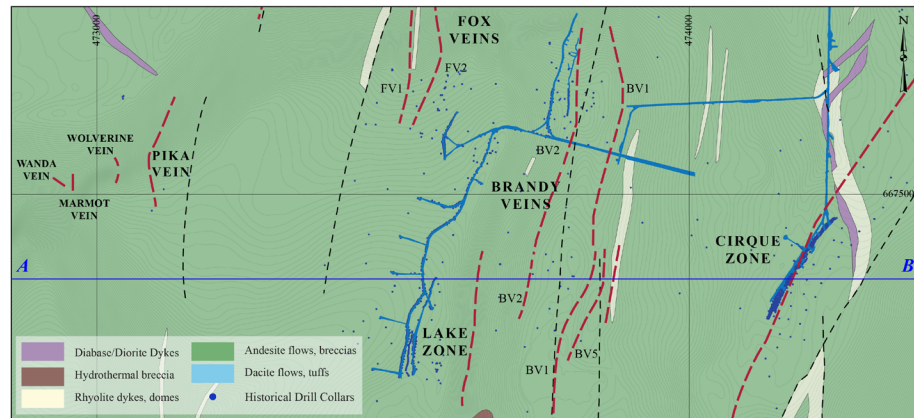 473000
474000
FOX
VEINS
N
FV2
FV1
BV1
BV2
WOLVERINE
VEIN
PIKA
VEIN
WANDA
VEIN
MARMOT
VEIN
BRANDY
VEINS
667500
CIRQUE
ZONE
A
B
BV2
LAKE
ZONE
BV1
BV5
Diabase/Diorite Dykes
Andesite flows, breccias
Hydrothermal breccia
Dacite flows, tuffs
Rhyolite dykes, domes
Historical Drill Collars